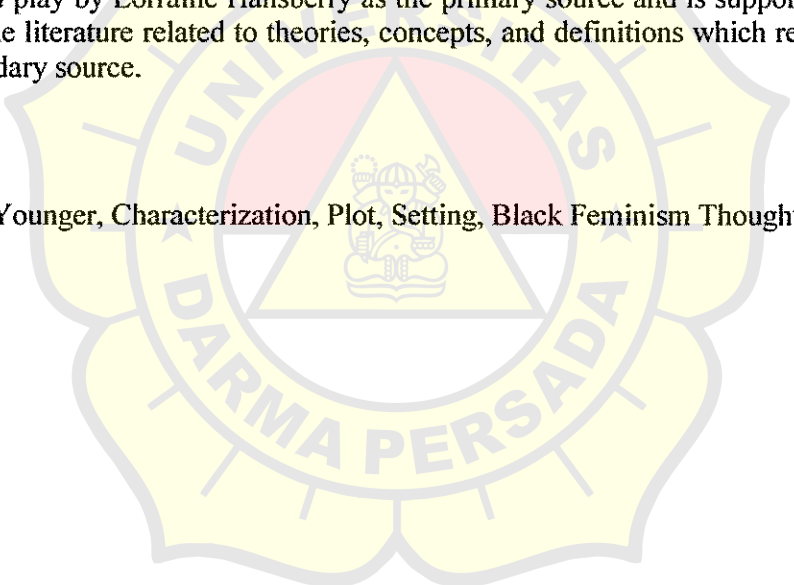 play by Lorraine Hansberry as the primary source and is suppor
e literature related to theories, concepts, and definitions which re
dary source.
Younger, Characterization, Plot, Setting, Black Feminism Thought
UNIVERSITAS
DARMA PERSADA